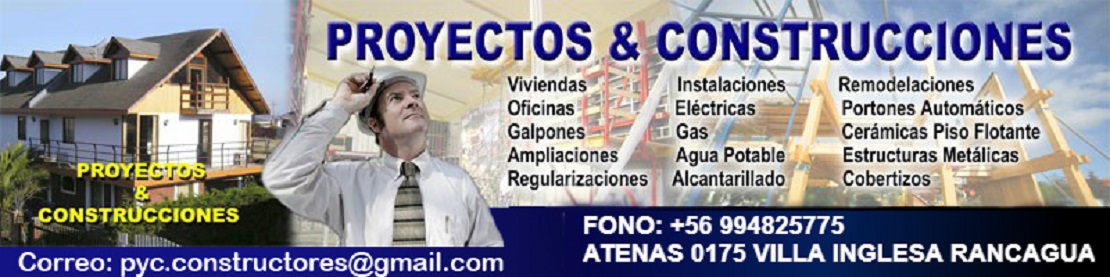 PROYECTOS & CONSTRUCCIONES
Viviendas
Oficinas
Galpones
Ampliaciones
Regularizaciones
Instalaciones
Eléctricas
Gas
Agua Potable
Alcantarillado
Remodelaciones
Portones Automáticos
Cerámicas Piso Flotante
Estructuras Metálicas
Cobertizos
PROYECTOS
&
CONSTRUCCIONES
FONO: +56 994825775
ATENAS 0175 VILLA INGLESA RANCAGUA
Correo: pyc.constructores@gmail.com